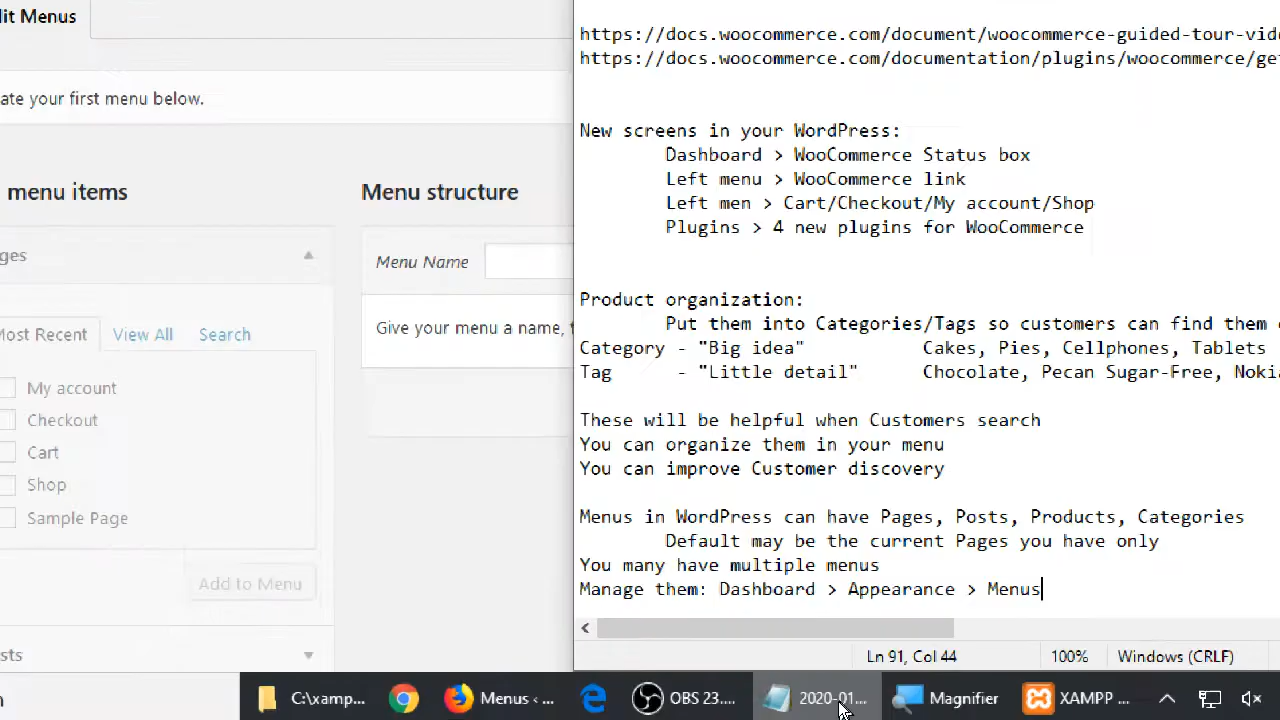 lit Menus
ate your first menu below.
menu items
ges
Most Recent
View All
Search
My account
Checkout
Cart
Shop
Sample Page
Add to Menu
sts
Menu structure
Menu Name
Give your menu a name,
https://docs.woocommerce.com/document/woocommerce-guided-tour-vide
https://docs.woocommerce.com/documentation/plugins/woocommerce/get
New screens in your WordPress:
Dashboard > WooCommerce Status box
Left menu > WooCommerce link
Left men > Cart/Checkout/My account/Shop
Plugins > 4 new plugins for WooCommerce
Product organization:
Put them into Categories/Tags so customers can find them
Category - "Big idea" Cakes, Pies, Cellphones, Tablets
Tag - "Little detail" Chocolate, Pecan Sugar-Free, Nokia
These will be helpful when Customers search
You can organize them in your menu
You can improve Customer discovery
Menus in WordPress can have Pages, Posts, Products, Categories
Default may be the current Pages you have only
You many have multiple menus
Manage them: Dashboard > Appearance > Menus
Ln 91, Col 44
100%
Windows (CRLF)
C:\xamp...
Menus < ...
OBS 23....
2020-01...
Magnifier
XAMPP ...